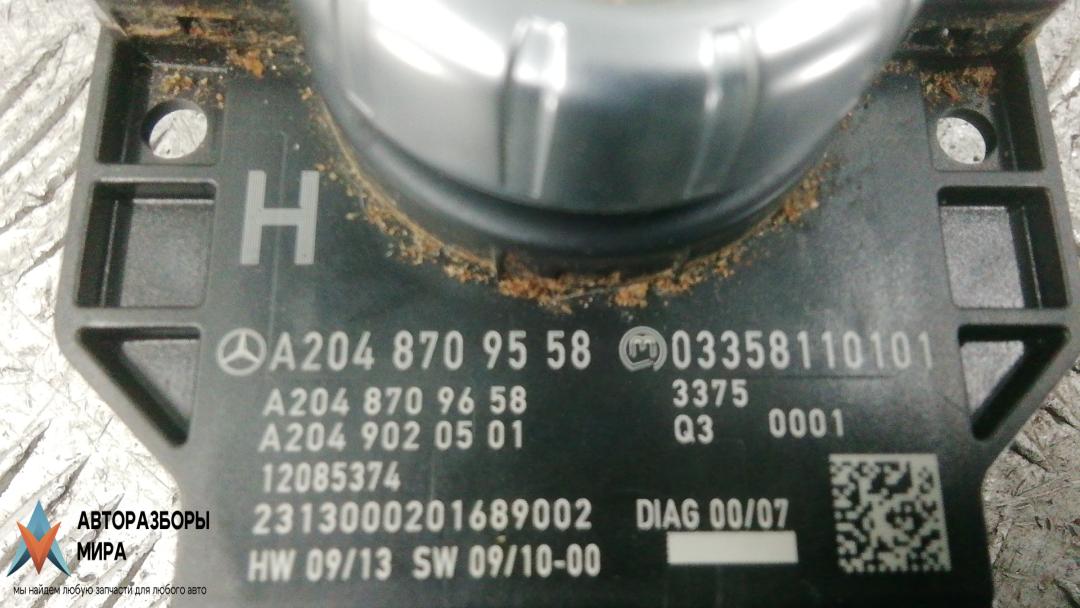 H
A204 870 95 58 M 03358110101
A204 870 96 58 3375
A204 902 05 01 Q3 0001
12085374
2313000201689002 DIAG 00/07
HW 09/13 SW 09/10-00
АВТОРАЗБОРЫ
МИРА
мы найдем любую запчасти для любого авто